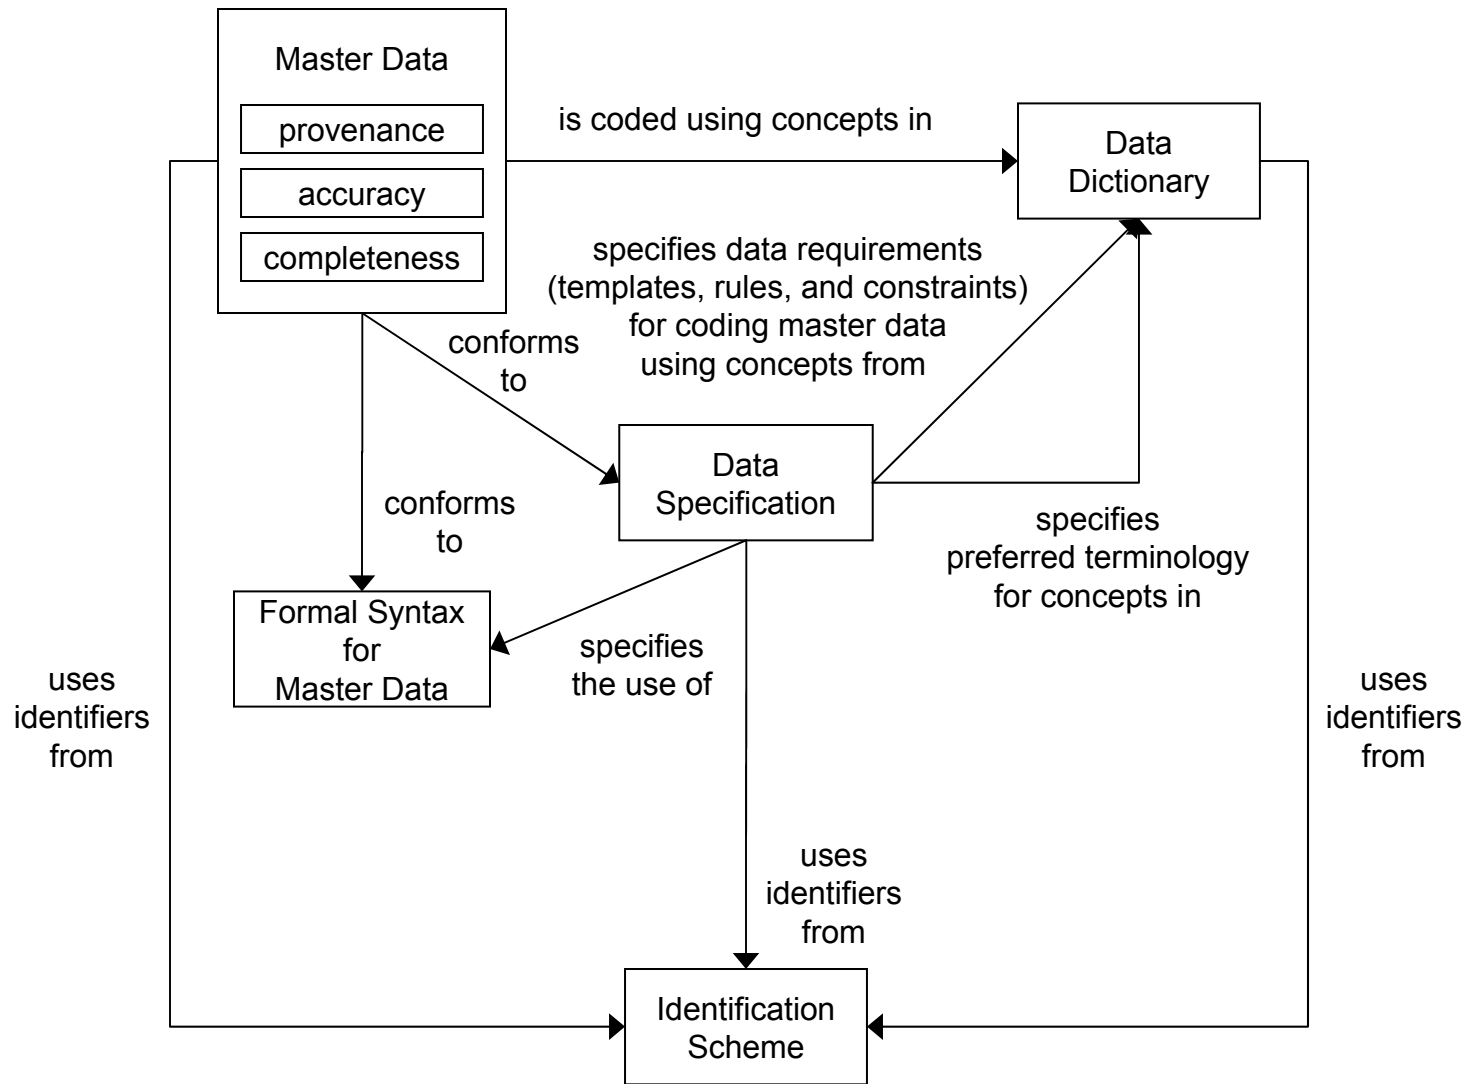 Master Data
provenance
accuracy
completeness
is coded using concepts in
Data
Dictionary
specifies data requirements
(templates, rules, and constraints)
for coding master data
using concepts from
conforms
to
Data
Specification
conforms
to
specifies
preferred terminology
for concepts in
Formal Syntax
for
Master Data
specifies
the use of
uses
identifiers
from
uses
identifiers
from
uses
identifiers
from
Identification
Scheme